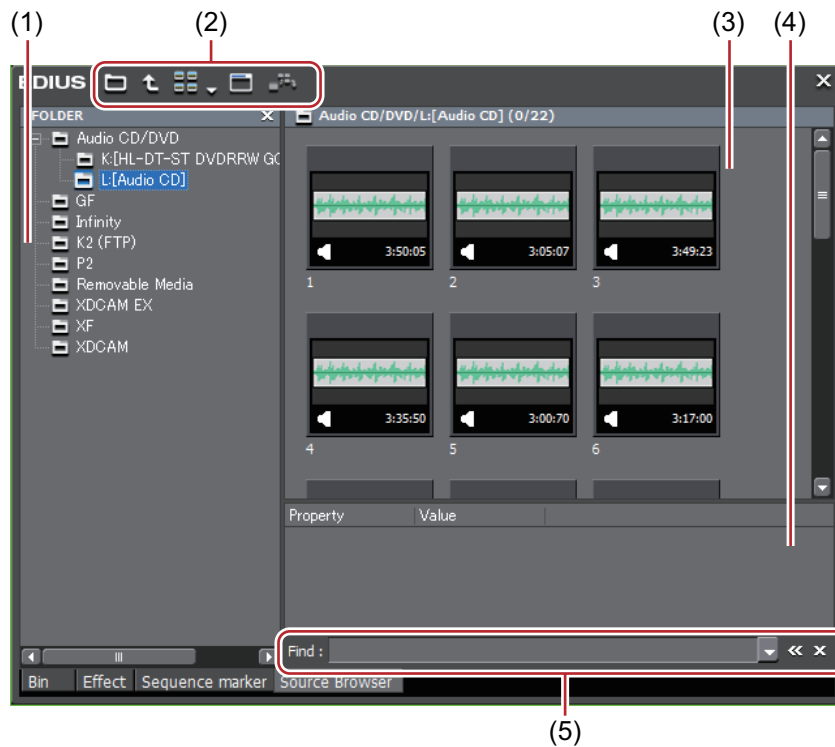 (1) (2) (3) (4)
EDIUS
FOLDER
Audio CD/DVD/L:[Audio CD] (0/22)
Audio CD/DVD
K:[HL-DT-ST DVDRRW GC
L:[Audio CD]
GF
Infinity
K2 (FTP)
P2
Removable Media
XDCAM EX
XF
XDCAM
3:50:05 3:05:07 3:49:23
1 2 3
3:35:50 3:00:70 3:17:00
4 5 6
Property Value
Find :
Bin Effect Sequence marker Source Browser
(5)